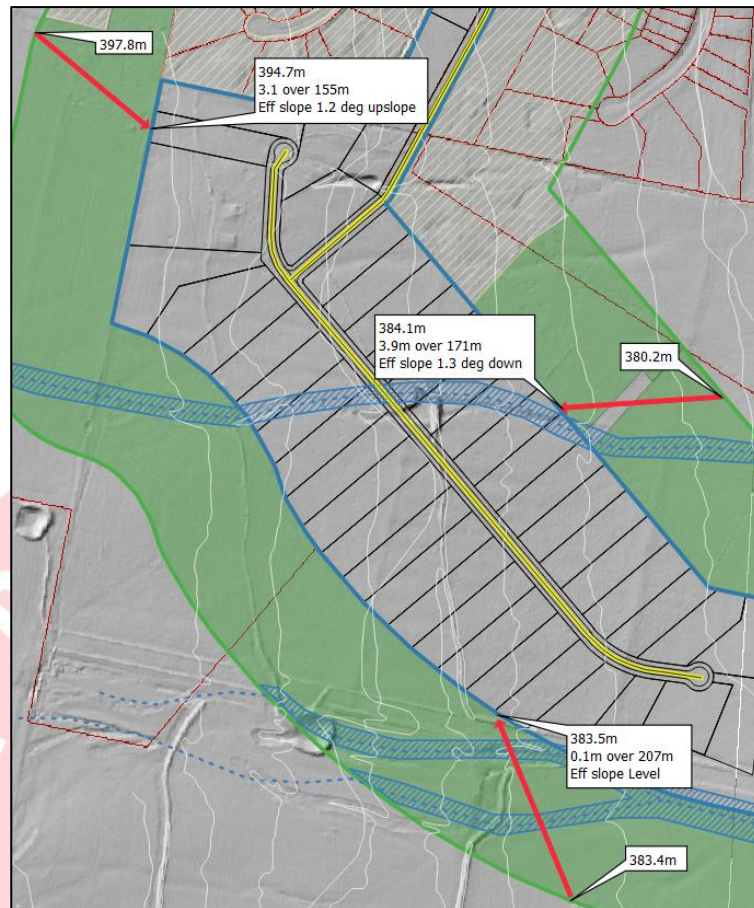 397.8m
394.7m
3.1 over 155m
Eff slope 1.2 deg upslope
384.1m
3.9m over 171m
Eff slope 1.3 deg down
380.2m
383.5m
0.1m over 207m
Eff slope Level
383.4m